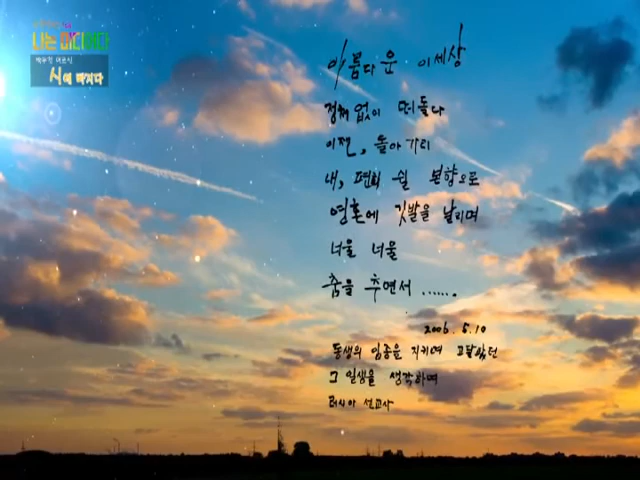 나는 미디어다
시에 빠지다
아름다운 이세상
정처없이 떠돌다
이젠, 돌아가리
내, 편히 쉴 본향으로
영혼에 깃발을 날리며
너울 너울
춤을 추면서 ......
2006. 5. 10
동생의 임종을 지키며 고달팠던
그 일생을 생각하며
러시아 선교사